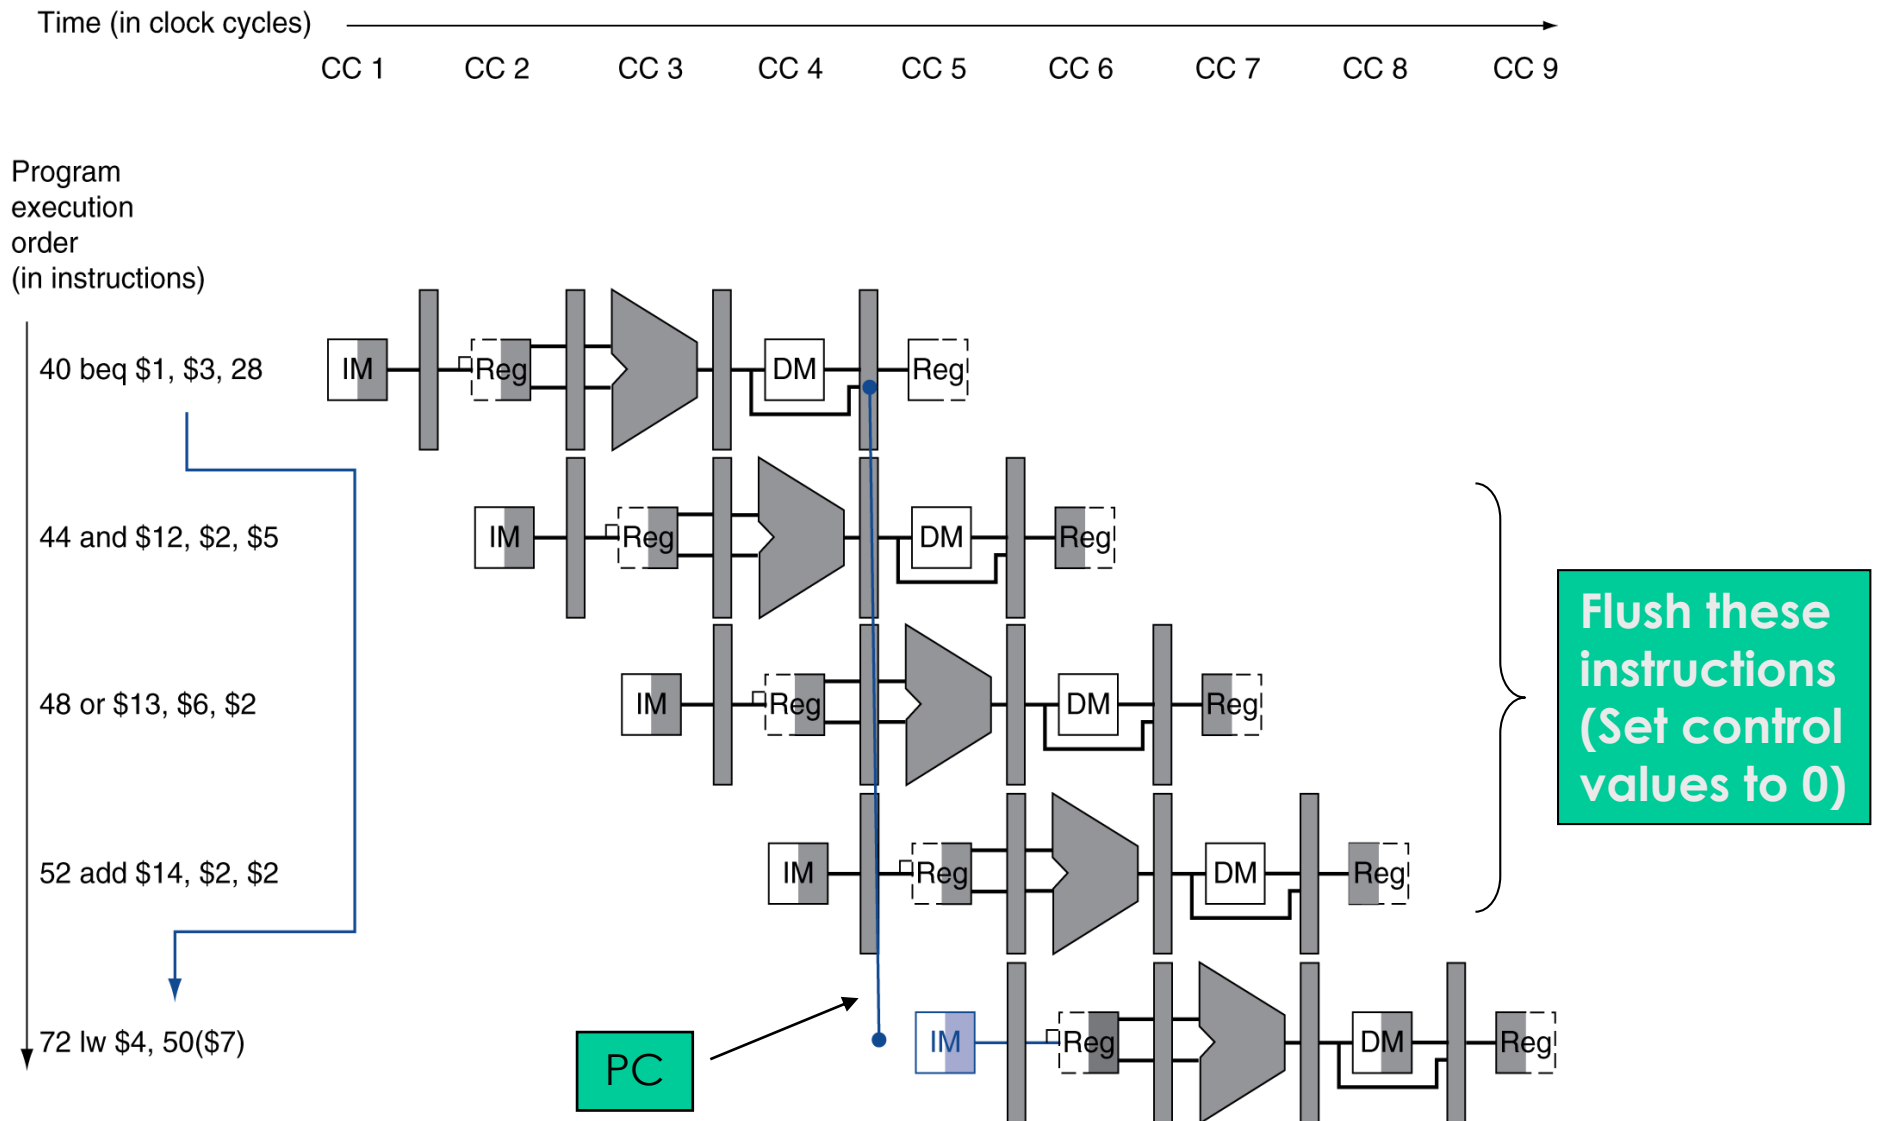 Time (in clock cycles)
CC 1 CC 2 CC 3 CC 4 CC 5 CC 6 CC 7 CC 8 CC 9
Program
execution
order
(in instructions)
40 beq $1, $3, 28
IM Reg DM Reg
44 and $12, $2, $5
IM Reg DM Reg
48 or $13, $6, $2
IM Reg DM Reg
52 add $14, $2, $2
IM Reg DM Reg
72 lw $4, 50($7)
IM Reg DM Reg
PC
Flush these
instructions
(Set control
values to 0)